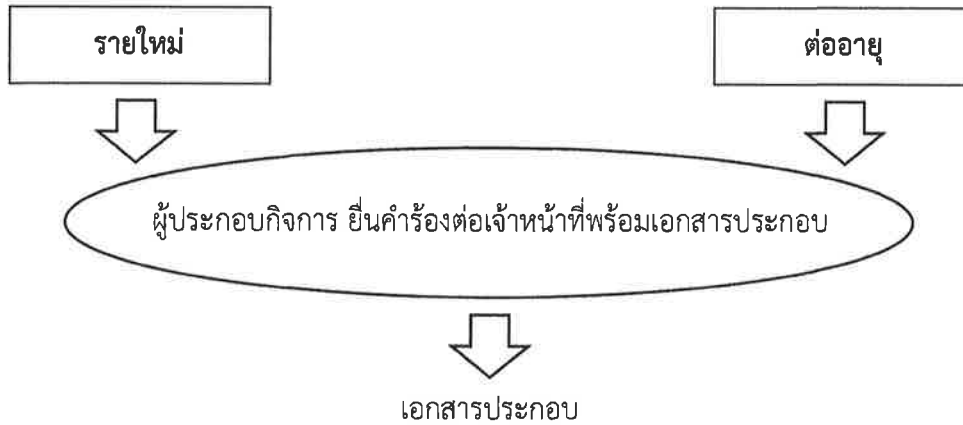 รายใหม่
ต่ออายุ
ผู้ประกอบกิจการ ยื่นคำร้องต่อเจ้าหน้าที่พร้อมเอกสารประกอบ
เอกสารประกอบ